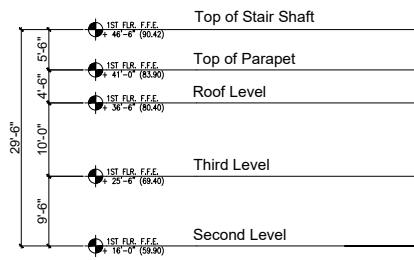 Top of Stair Shaft
1ST FLR. F.F.E.
+ 46'-6" (90.42)
5'-6"
Top of Parapet
1ST FLR. F.F.E.
+ 41'-0" (83.90)
4'-6"
Roof Level
1ST FLR. F.F.E.
+ 36'-6" (80.40)
29'-6"
10'-0"
Third Level
1ST FLR. F.F.E.
+ 25'-6" (69.40)
9'-6"
Second Level
1ST FLR. F.F.E.
+ 16'-0" (59.90)